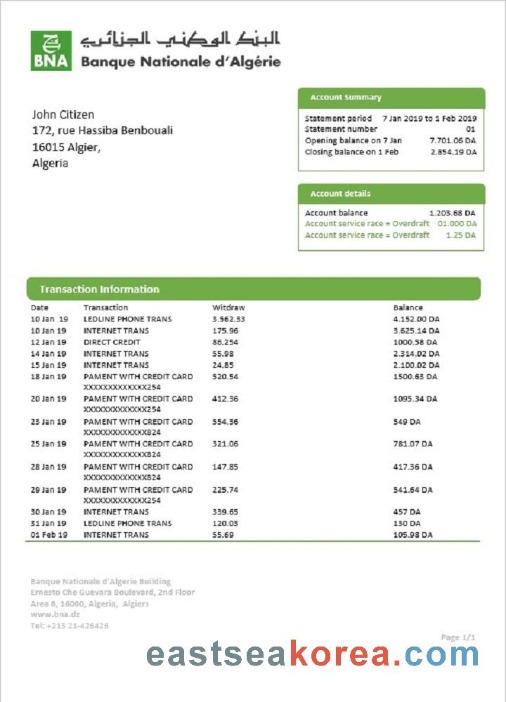 البنك الوطني الجزائري
BNA
Banque Nationale d'Algérie
John Citizen
172, rue Hassiba Benbouali
16015 Algier,
Algeria
Account Summary
Statement period 7 Jan 2019 to 1 Feb 2019
Statement number 01
Opening balance on 7 Jan 7.701.06 DA
Closing balance on 1 Feb 2.854.19 DA
Account details
Account balance 1.203.68 DA
Account service race = Overdraft 01.000 DA
Account service race = Overdraft 1.25 DA
Transaction Information
Date Transaction Witdraw Balance
10 Jan 19 LEDLINE PHONE TRANS 3.562.33 4.152.00 DA
10 Jan 19 INTERNET TRANS 175.96 3.625.14 DA
12 Jan 19 DIRECT CREDIT 86.254 1000.58 DA
14 Jan 19 INTERNET TRANS 55.98 2.314.02 DA
15 Jan 19 INTERNET TRANS 24.85 2.100.02 DA
18 Jan 19 PAMENT WITH CREDIT CARD 520.54 1500.63 DA
XXXXXXXXXXXXX254
20 Jan 19 PAMENT WITH CREDIT CARD 412.36 1095.34 DA
XXXXXXXXXXXXX254
23 Jan 19 PAMENT WITH CREDIT CARD 554.36 549 DA
XXXXXXXXXXXXX824
25 Jan 19 PAMENT WITH CREDIT CARD 321.06 781.07 DA
XXXXXXXXXXXXX824
28 Jan 19 PAMENT WITH CREDIT CARD 147.85 417.36 DA
XXXXXXXXXXXXX824
29 Jan 19 PAMENT WITH CREDIT CARD 225.74 541.64 DA
XXXXXXXXXXXXX254
30 Jan 19 INTERNET TRANS 339.65 457 DA
31 Jan 19 LEDLINE PHONE TRANS 120.03 130 DA
01 Feb 19 INTERNET TRANS 55.69 105.98 DA
Banque Nationale d'Algerie Building
Ernesto Che Guevara Boulevard, 2nd Floor
Area 8, 16000, Algeria, Algiers
www.bna.dz
Tel: +213 21-426426
Page 1/1
eastseakorea.com